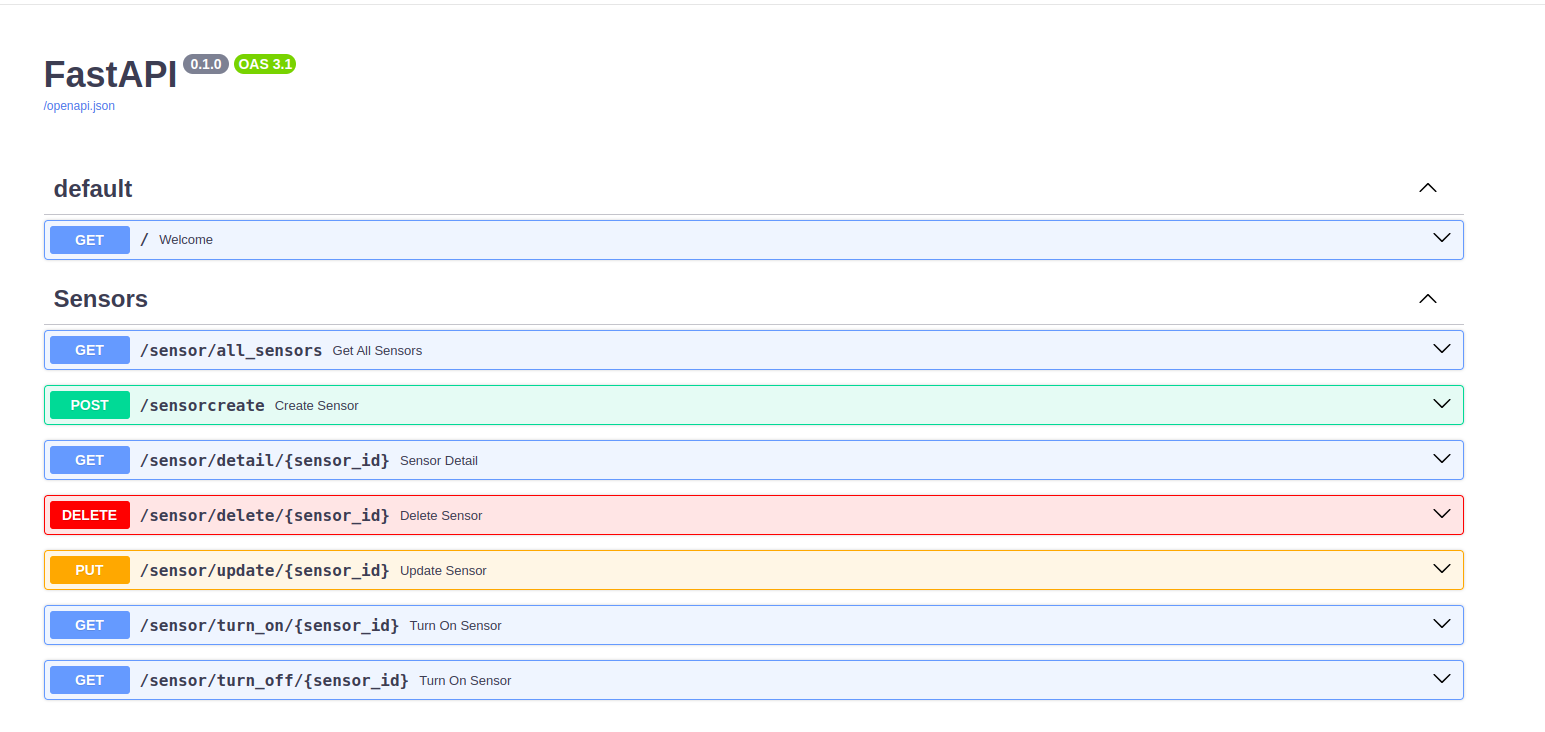 FastAPI 0.1.0 OAS 3.1
/openapi.json
default
GET / Welcome
Sensors
GET /sensor/all_sensors Get All Sensors
POST /sensorcreate Create Sensor
GET /sensor/detail/{sensor_id} Sensor Detail
DELETE /sensor/delete/{sensor_id} Delete Sensor
PUT /sensor/update/{sensor_id} Update Sensor
GET /sensor/turn_on/{sensor_id} Turn On Sensor
GET /sensor/turn_off/{sensor_id} Turn On Sensor